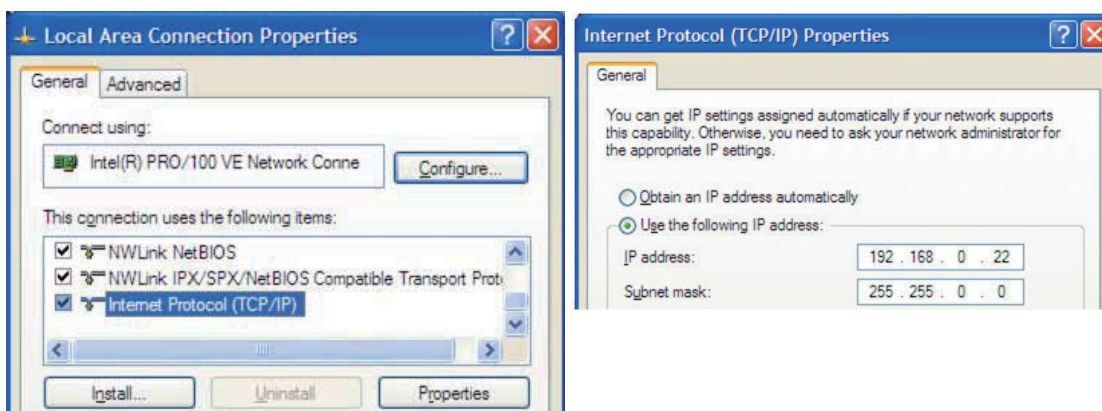 Local Area Connection Properties
General
Advanced
Connect using:
Intel(R) PRO/100 VE Network Conne
Configure...
This connection uses the following items:
NWLink NetBIOS
NWLink IPX/SPX/NetBIOS Compatible Transport Proto
Internet Protocol (TCP/IP)
Install...
Uninstall
Properties
Internet Protocol (TCP/IP) Properties
General
You can get IP settings assigned automatically if your network supports
this capability. Otherwise, you need to ask your network administrator for
the appropriate IP settings.
Obtain an IP address automatically
Use the following IP address:
IP address:
192 . 168 . 0 . 22
Subnet mask:
255 . 255 . 0 . 0